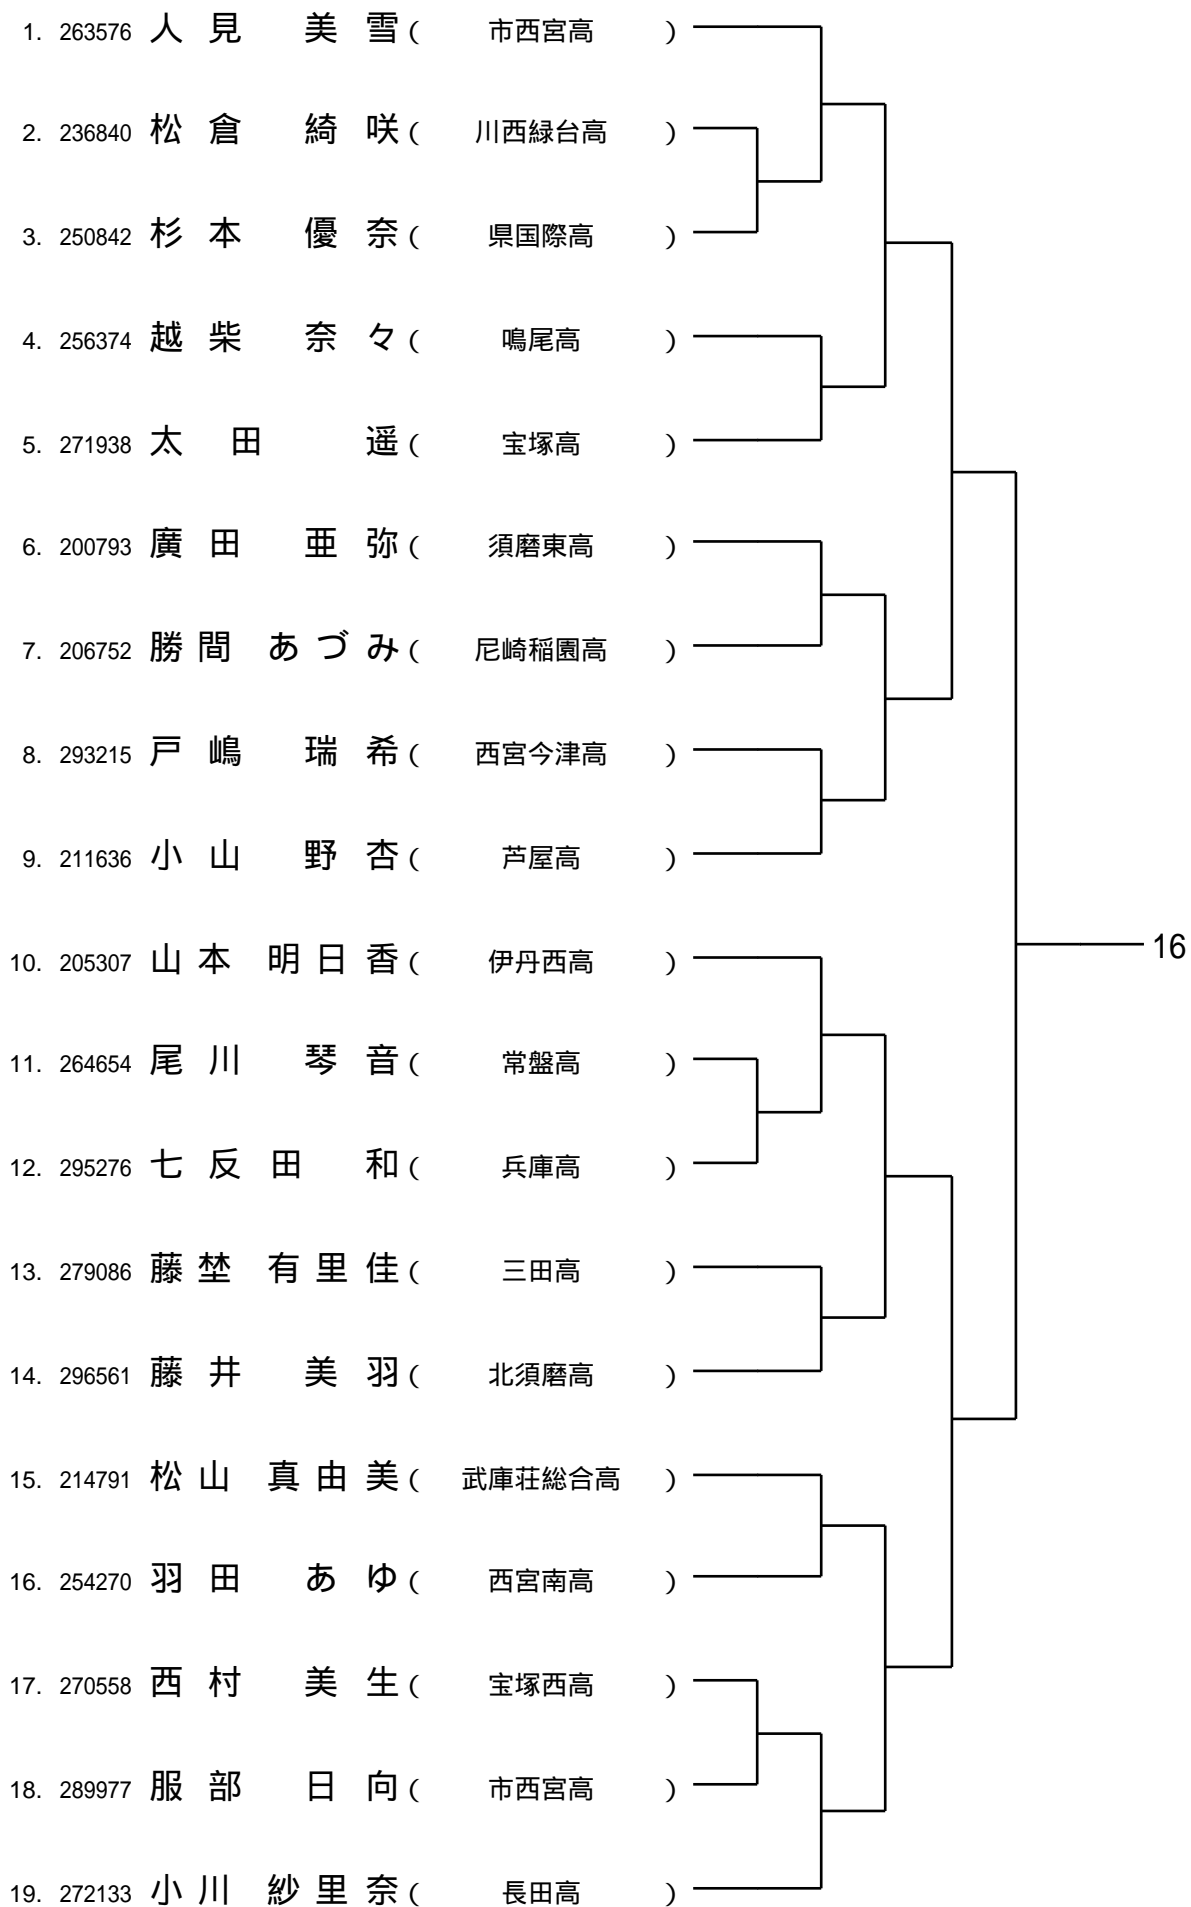 1. 263576 人見 美雪 ( 市西宮高 )
2. 236840 松倉 綺咲 ( 川西緑台高 )
3. 250842 杉本 優奈 ( 県国際高 )
4. 256374 越柴 奈々 ( 鳴尾高 )
5. 271938 太田 遥 ( 宝塚高 )
6. 200793 廣田 亜弥 ( 須磨東高 )
7. 206752 勝間 あづみ ( 尼崎稲園高 )
8. 293215 戸嶋 瑞希 ( 西宮今津高 )
9. 211636 小山 野杏 ( 芦屋高 )
16
10. 205307 山本 明日香 ( 伊丹西高 )
11. 264654 尾川 琴音 ( 常盤高 )
12. 295276 七反田 和 ( 兵庫高 )
13. 279086 藤埜 有里佳 ( 三田高 )
14. 296561 藤井 美羽 ( 北須磨高 )
15. 214791 松山 真由美 ( 武庫荘総合高 )
16. 254270 羽田 あゆ ( 西宮南高 )
17. 270558 西村 美生 ( 宝塚西高 )
18. 289977 服部 日向 ( 市西宮高 )
19. 272133 小川 紗里奈 ( 長田高 )